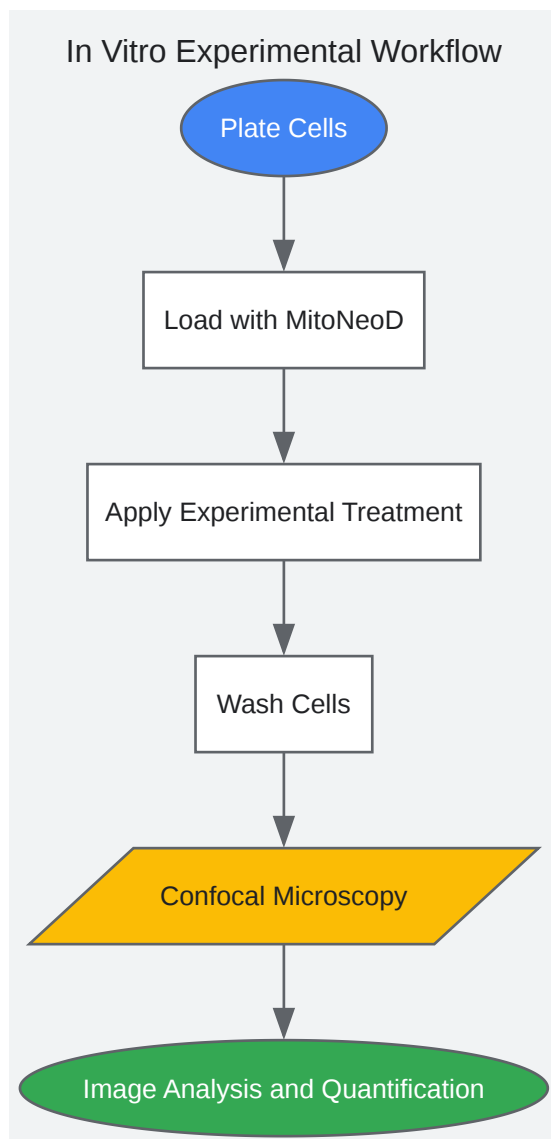 In Vitro Experimental Workflow
Plate Cells
Load with MitoNeoD
Apply Experimental Treatment
Wash Cells
Confocal Microscopy
Image Analysis and Quantification